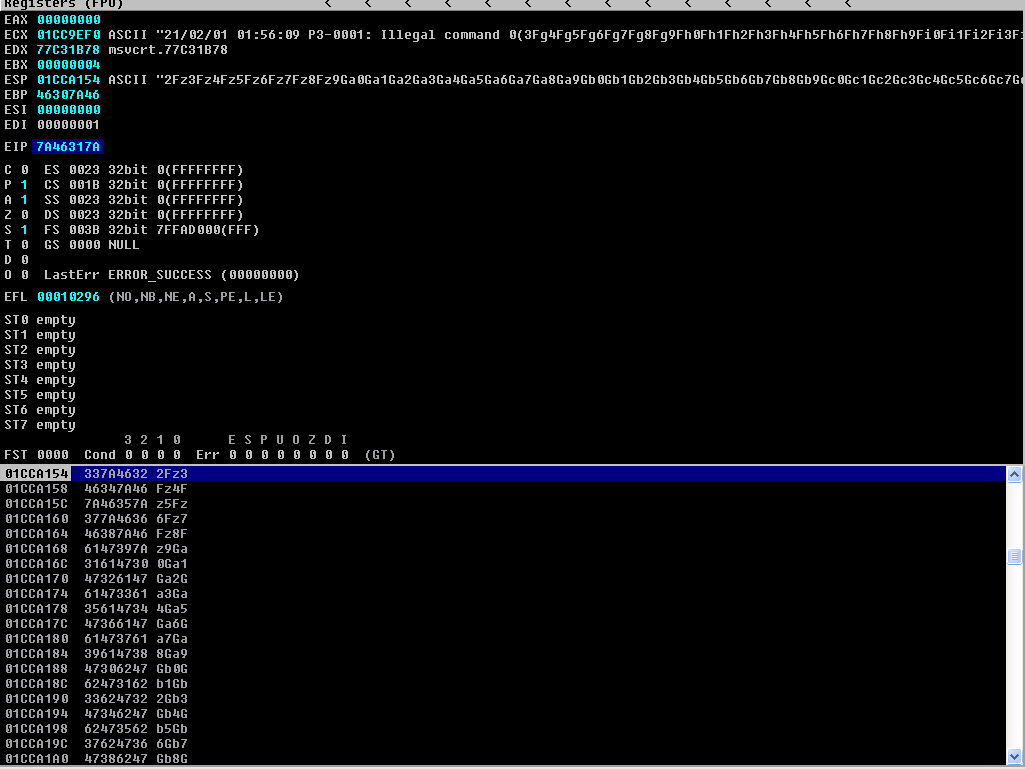 Registers (FPU) < < < < < < < < < < < < < <
EAX 00000000
ECX 01CC9EF0 ASCII "21/02/01 01:56:09 P3-0001: Illegal command 0(3Fg4Fg5Fg6Fg7Fg8Fg9Fh0Fh1Fh2Fh3Fh4Fh5Fh6Fh7Fh8Fh9Fi0Fi1Fi2Fi3Fi
EDX 77C31B78 msvcrt.77C31B78
EBX 00000004
ESP 01CCA154 ASCII "2Fz3Fz4Fz5Fz6Fz7Fz8Fz9Ga0Ga1Ga2Ga3Ga4Ga5Ga6Ga7Ga8Ga9Gb0Gb1Gb2Gb3Gb4Gb5Gb6Gb7Gb8Gb9Gc0Gc1Gc2Gc3Gc4Gc5Gc6Gc7Gc
EBP 46307A46
ESI 00000000
EDI 00000001
EIP 7A46317A
C 0 ES 0023 32bit 0(FFFFFFFF)
P 1 CS 001B 32bit 0(FFFFFFFF)
A 1 SS 0023 32bit 0(FFFFFFFF)
Z 0 DS 0023 32bit 0(FFFFFFFF)
S 1 FS 003B 32bit 7FFAD000(FFF)
T 0 GS 0000 NULL
D 0
O 0 LastErr ERROR_SUCCESS (00000000)
EFL 00010296 (NO,NB,NE,A,S,PE,L,LE)
ST0 empty
ST1 empty
ST2 empty
ST3 empty
ST4 empty
ST5 empty
ST6 empty
ST7 empty
3 2 1 0 E S P U O Z D I
FST 0000 Cond 0 0 0 0 Err 0 0 0 0 0 0 0 0 (GT)
01CCA154 337A4632 2Fz3
01CCA158 46347A46 Fz4F
01CCA15C 7A46357A z5Fz
01CCA160 377A4636 6Fz7
01CCA164 46387A46 Fz8F
01CCA168 6147397A z9Ga
01CCA16C 31614730 0Ga1
01CCA170 47326147 Ga2G
01CCA174 61473361 a3Ga
01CCA178 35614734 4Ga5
01CCA17C 47366147 Ga6G
01CCA180 61473761 a7Ga
01CCA184 39614738 8Ga9
01CCA188 47306247 Gb0G
01CCA18C 62473162 b1Gb
01CCA190 33624732 2Gb3
01CCA194 47346247 Gb4G
01CCA198 62473562 b5Gb
01CCA19C 37624736 6Gb7
01CCA1A0 47386247 Gb8G